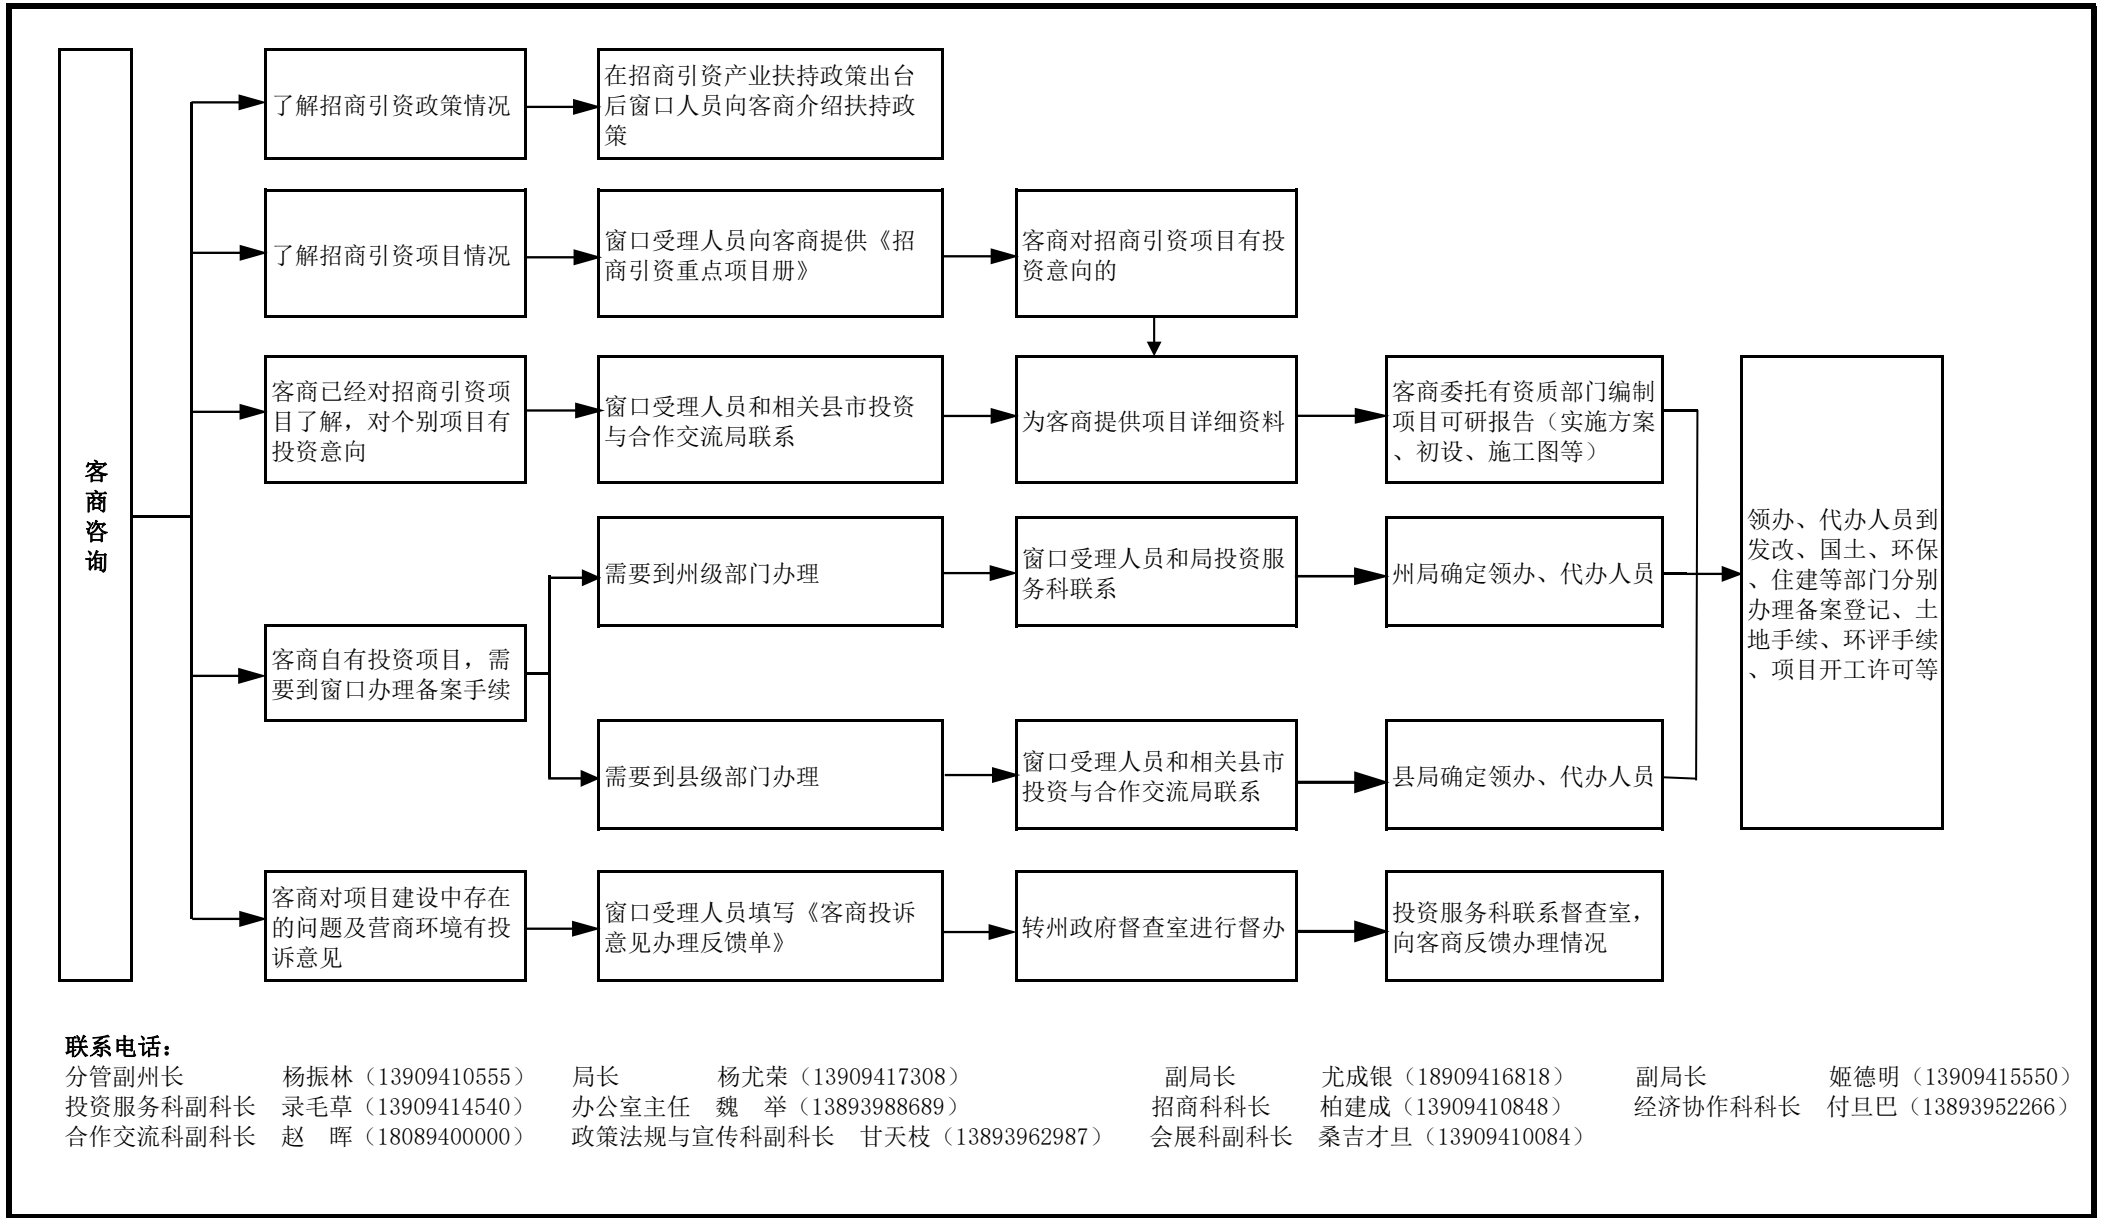 客
商
咨
询
了解招商引资政策情况
在招商引资产业扶持政策出台
后窗口人员向客商介绍扶持政
策
了解招商引资项目情况
窗口受理人员向客商提供《招
商引资重点项目册》
客商对招商引资项目有投
资意向的
客商已经对招商引资项
目了解，对个别项目有
投资意向
窗口受理人员和相关县市投资
与合作交流局联系
为客商提供项目详细资料
客商委托有资质部门编制
项目可研报告（实施方案
、初设、施工图等）
客商自有投资项目，需
要到窗口办理备案手续
需要到州级部门办理
窗口受理人员和局投资服
务科联系
州局确定领办、代办人员
需要到县级部门办理
窗口受理人员和相关县市
投资与合作交流局联系
县局确定领办、代办人员
领办、代办人员到
发改、国土、环保
、住建等部门分别
办理备案登记、土
地手续、环评手续
、项目开工许可等
客商对项目建设中存在
的问题及营商环境有投
诉意见
窗口受理人员填写《客商投诉
意见办理反馈单》
转州政府督查室进行督办
投资服务科联系督查室，
向客商反馈办理情况
联系电话：
分管副州长 杨振林（13909410555） 局长 杨尤荣（13909417308） 副局长 尤成银（18909416818） 副局长 姬德明（13909415550）
投资服务科副科长 录毛草（13909414540） 办公室主任 魏 举（13893988689） 招商科科长 柏建成（13909410848） 经济协作科科长 付旦巴（13893952266）
合作交流科副科长 赵 晖（18089400000） 政策法规与宣传科副科长 甘天枝（13893962987） 会展科副科长 桑吉才旦（13909410084）